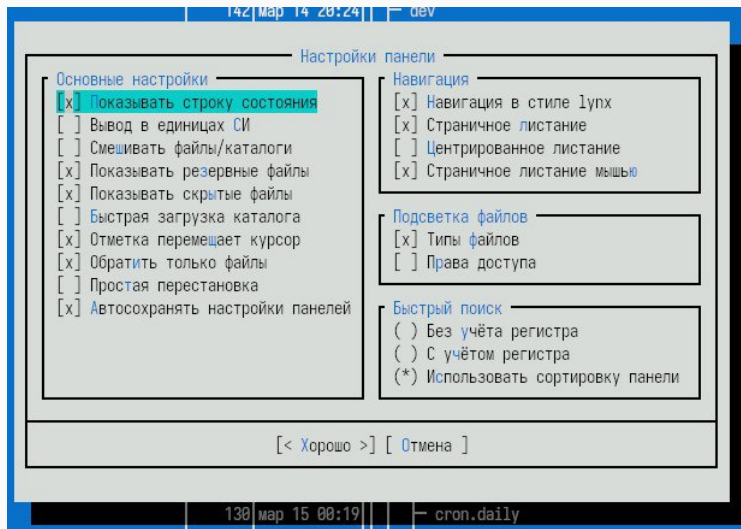 142 мар 14 20:24 ├─ dev
Настройки панели
Основные настройки
[x] Показывать строку состояния
[ ] Вывод в единицах СИ
[ ] Смешивать файлы/каталоги
[x] Показывать резервные файлы
[x] Показывать скрытые файлы
[ ] Быстрая загрузка каталога
[x] Отметка перемещает курсор
[x] Обратить только файлы
[ ] Простая перестановка
[x] Автосохранять настройки панелей
Навигация
[x] Навигация в стиле lynx
[x] Страничное листание
[ ] Центрированное листание
[x] Страничное листание мышью
Подсветка файлов
[x] Типы файлов
[ ] Права доступа
Быстрый поиск
( ) Без учёта регистра
( ) С учётом регистра
(*) Использовать сортировку панели
[< Хорошо >] [ Отмена ]
130 мар 15 00:19 ├─ cron.daily